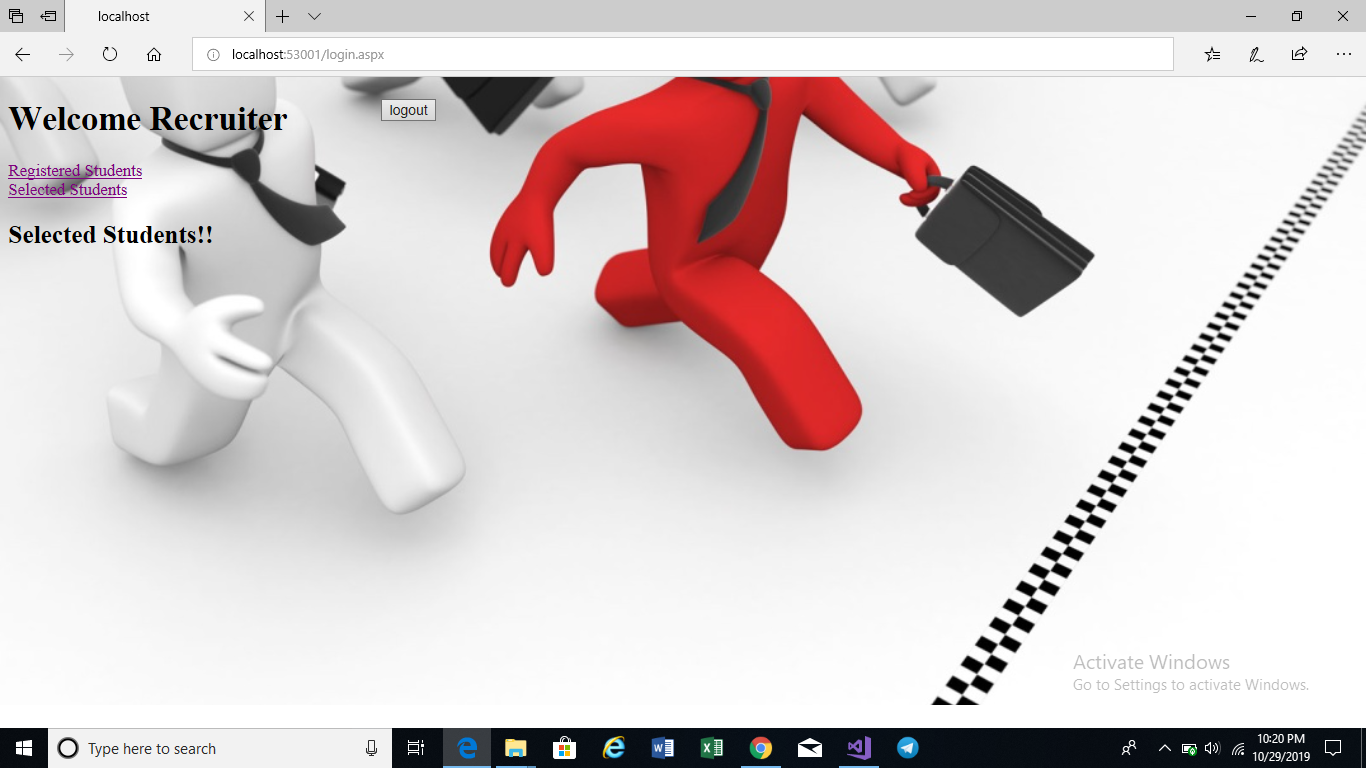 localhost
localhost:53001/login.aspx
Welcome Recruiter
logout
Registered Students
Selected Students
Selected Students!!
Activate Windows
Go to Settings to activate Windows.
Type here to search
10:20 PM
10/29/2019